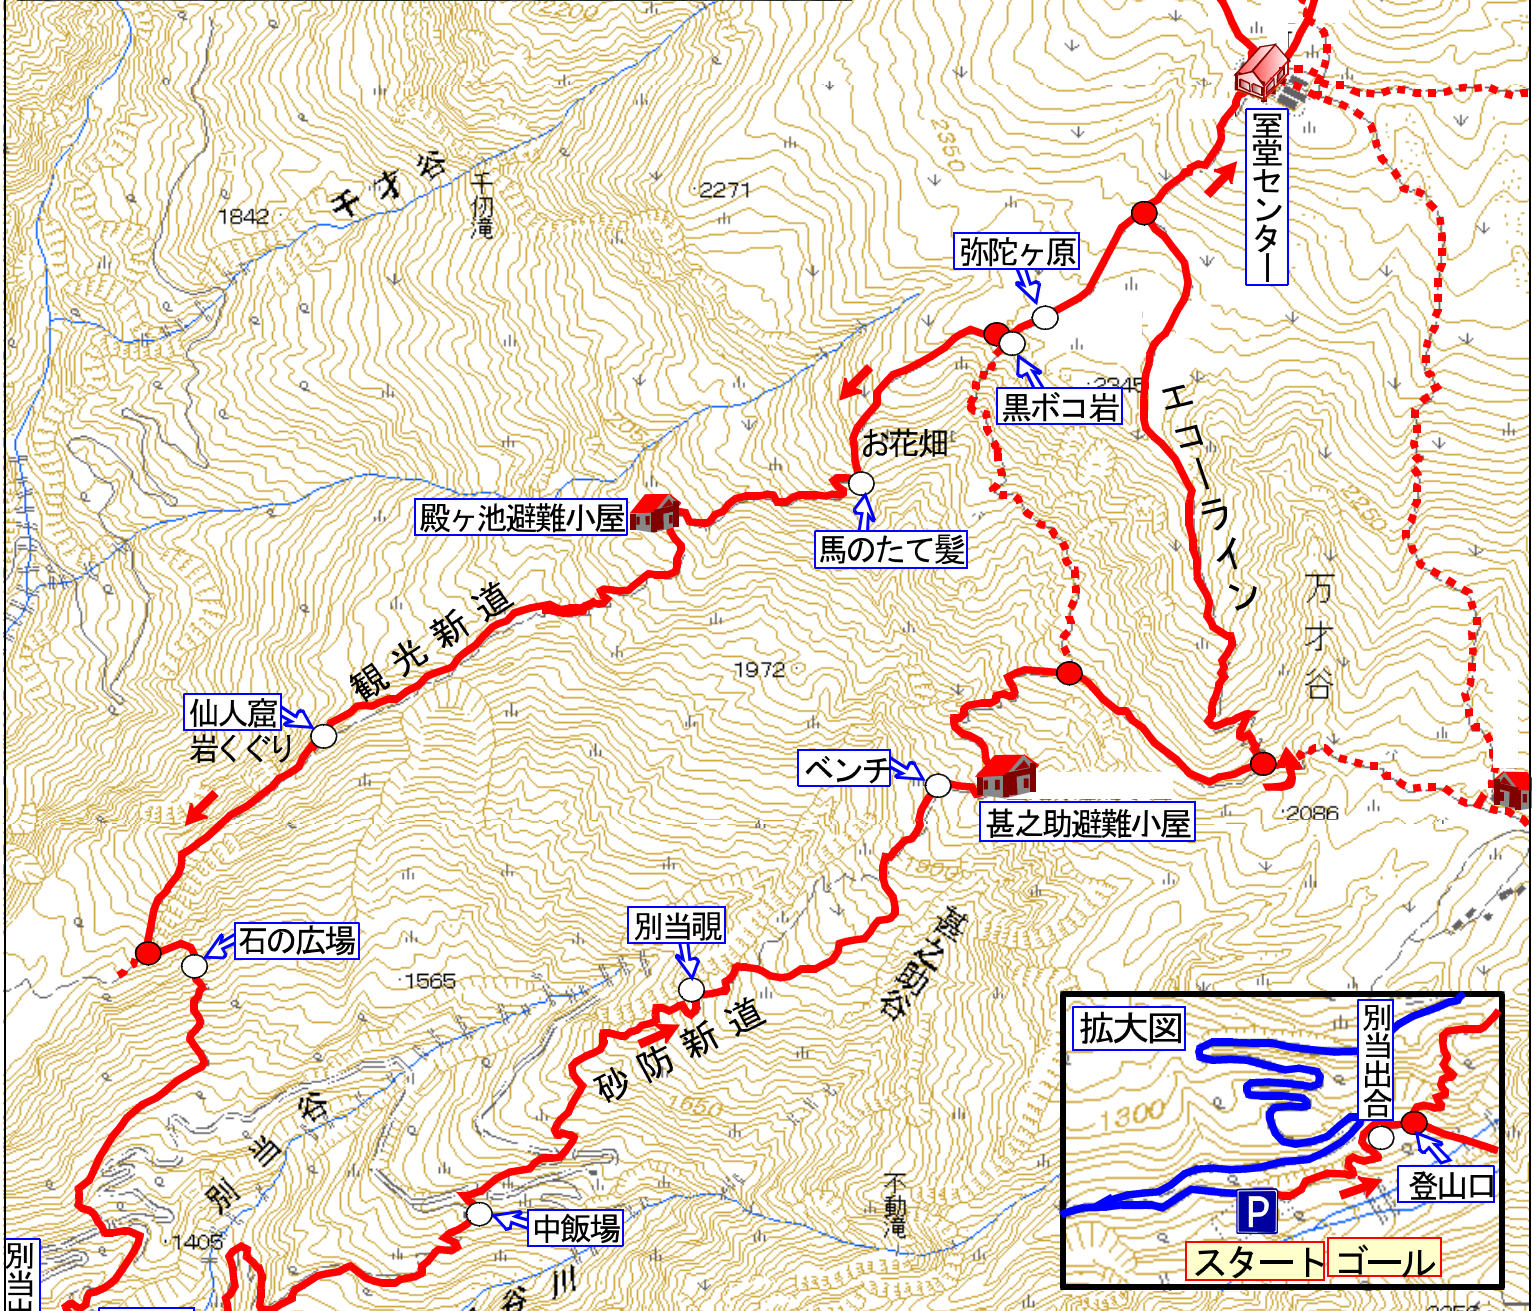 千才谷
千仞滝
1842
2271
2350
弥陀ヶ原
室堂センター
黒ボコ岩
2345
お花畑
エコーライン
殿ヶ池避難小屋
馬のたて髪
観光新道
万才谷
1972
仙人窟
岩くぐり
ベンチ
甚之助避難小屋
2086
別当覗
甚之助谷
石の広場
1565
砂防新道
別当谷
中飯場
不動滝
1405
谷川
拡大図
別当出合
1300
登山口
P
スタート
ゴール